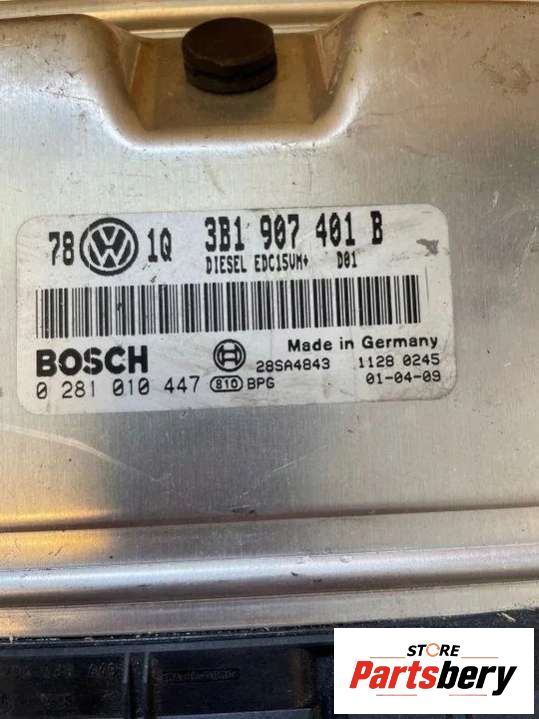 78 VW 1Q 3B1 907 401 B
DIESEL EDC15VM+ D01
BOSCH
Made in Germany
28SA4843 1128 0245
0 281 010 447 810 BPG 01-04-09
STORE
Partsbery